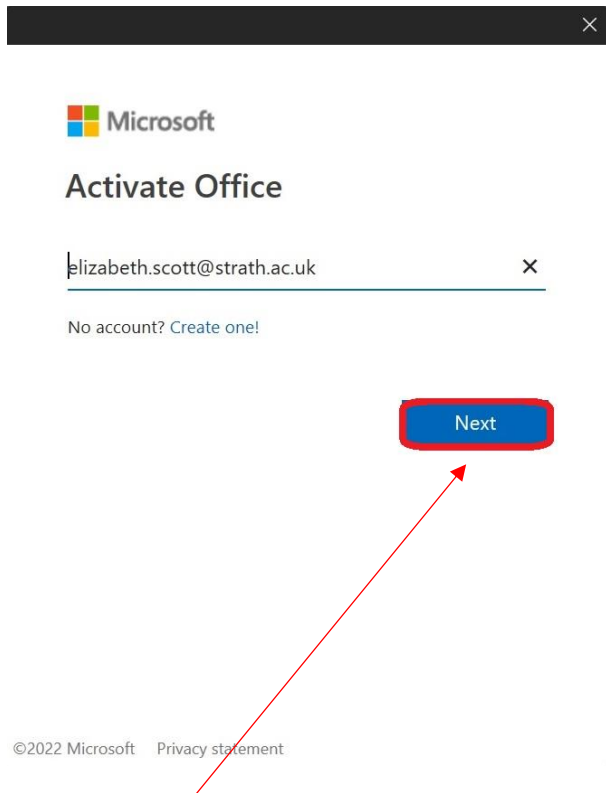 Microsoft
Activate Office
elizabeth.scott@strath.ac.uk
No account? Create one!
Next
©2022 Microsoft Privacy statement